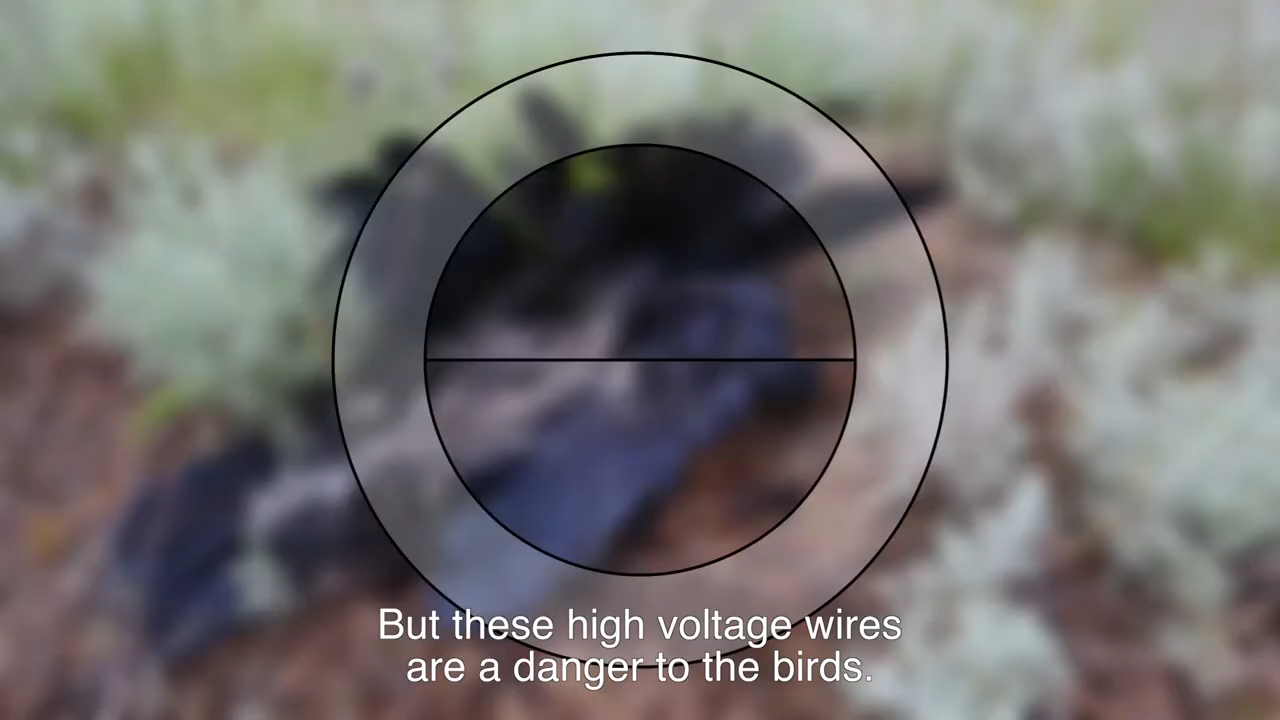 But these high voltage wires
are a danger to the birds.